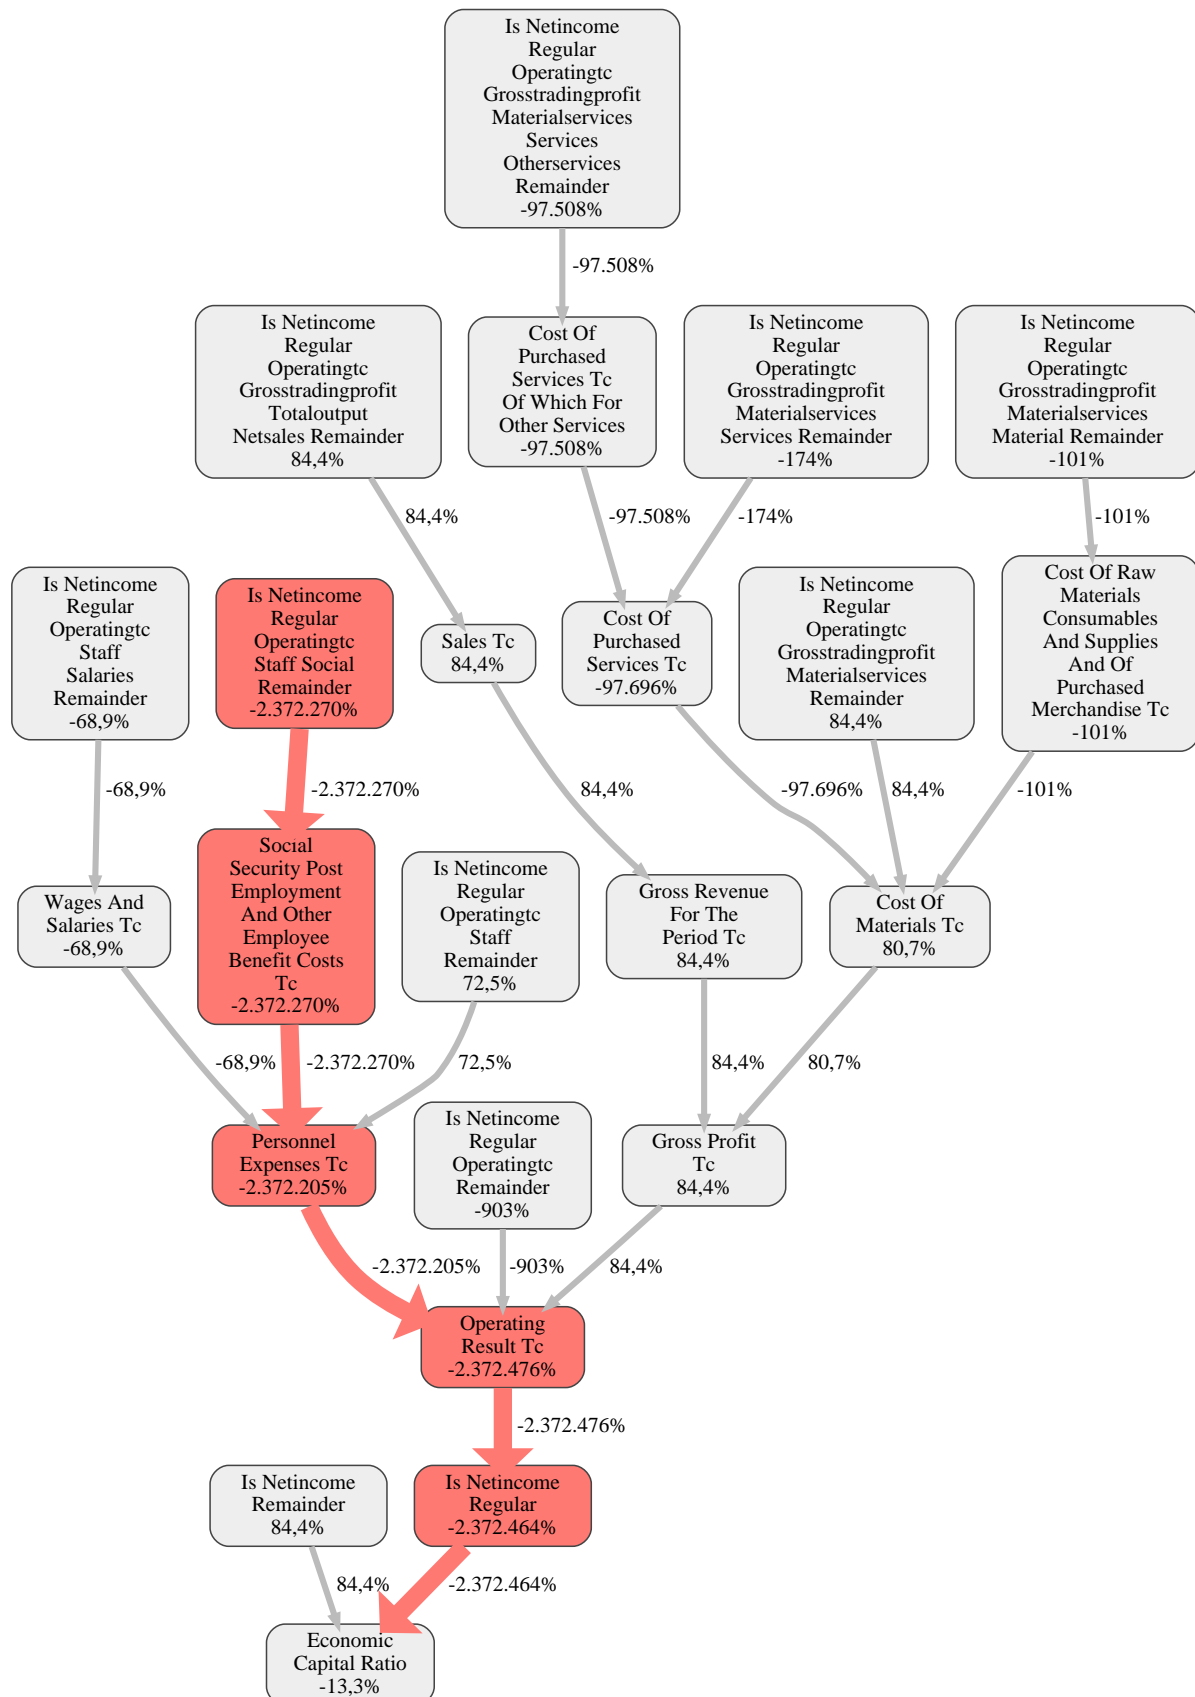 Is Netincome
Regular
Operatingtc
Grosstradingprofit
Materialservices
Services
Otherservices
Remainder
-97.508%
-97.508%
Is Netincome
Regular
Operatingtc
Grosstradingprofit
Totaloutput
Netsales Remainder
84,4%
Cost Of
Purchased
Services Tc
Of Which For
Other Services
-97.508%
Is Netincome
Regular
Operatingtc
Grosstradingprofit
Materialservices
Services Remainder
-174%
Is Netincome
Regular
Operatingtc
Grosstradingprofit
Materialservices
Material Remainder
-101%
84,4%
-97.508%
-174%
-101%
Is Netincome
Regular
Operatingtc
Staff
Salaries
Remainder
-68,9%
Is Netincome
Regular
Operatingtc
Staff Social
Remainder
-2.372.270%
Sales Tc
84,4%
Cost Of
Purchased
Services Tc
-97.696%
Is Netincome
Regular
Operatingtc
Grosstradingprofit
Materialservices
Remainder
84,4%
Cost Of Raw
Materials
Consumables
And Supplies
And Of
Purchased
Merchandise Tc
-101%
-68,9%
-2.372.270%
84,4%
-97.696%
84,4%
-101%
Wages And
Salaries Tc
-68,9%
Social
Security Post
Employment
And Other
Employee
Benefit Costs
Tc
-2.372.270%
Is Netincome
Regular
Operatingtc
Staff
Remainder
72,5%
Gross Revenue
For The
Period Tc
84,4%
Cost Of
Materials Tc
80,7%
-68,9%
-2.372.270%
72,5%
84,4%
80,7%
Personnel
Expenses Tc
-2.372.205%
Is Netincome
Regular
Operatingtc
Remainder
-903%
Gross Profit
Tc
84,4%
-2.372.205%
-903%
84,4%
Operating
Result Tc
-2.372.476%
-2.372.476%
Is Netincome
Remainder
84,4%
Is Netincome
Regular
-2.372.464%
84,4%
-2.372.464%
Economic
Capital Ratio
-13,3%